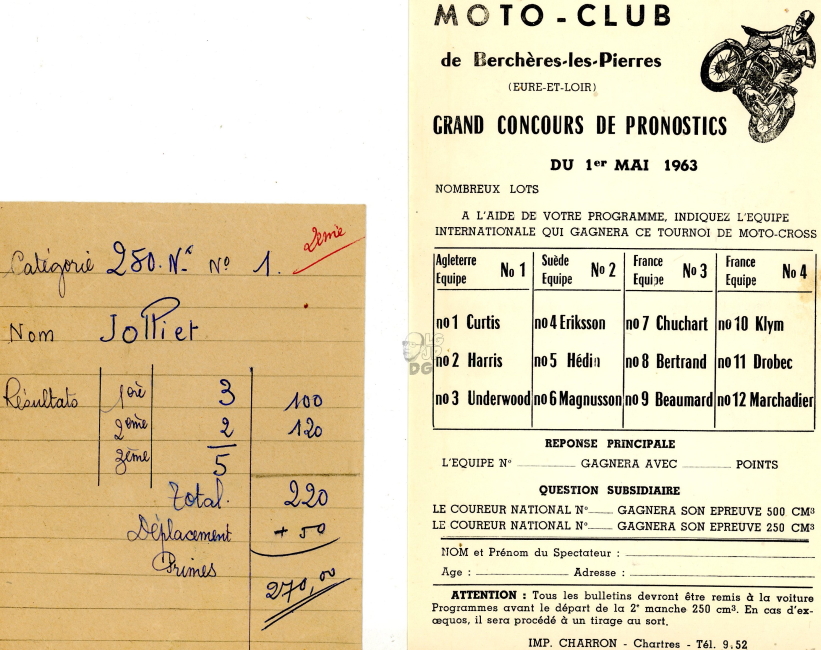 2ème
Catégorie 250. Nle N° 1.
Nom Jolliet
Résultats 1ère 3 100
2ème 2 120
3ème 5
Total. 220
Déplacement + 50
Primes
270,00
MOTO-CLUB
de Berchères-les-Pierres
(EURE-ET-LOIR)
GRAND CONCOURS DE PRONOSTICS
DU 1er MAI 1963
NOMBREUX LOTS
A L'AIDE DE VOTRE PROGRAMME, INDIQUEZ L'EQUIPE
INTERNATIONALE QUI GAGNERA CE TOURNOI DE MOTO-CROSS
Agleterre Equipe No 1 Suède Equipe No 2 France Equipe No 3 France Equipe No 4
no 1 Curtis no 4 Eriksson no 7 Chuchart no 10 Klym
no 2 Harris no 5 Hédin no 8 Bertrand no 11 Drobec
no 3 Underwood no 6 Magnusson no 9 Beaumard no 12 Marchadier
REPONSE PRINCIPALE
L'EQUIPE N° GAGNERA AVEC POINTS
QUESTION SUBSIDIAIRE
LE COUREUR NATIONAL N° GAGNERA SON EPREUVE 500 CM³
LE COUREUR NATIONAL N° GAGNERA SON EPREUVE 250 CM³
NOM et Prénom du Spectateur :
Age : Adresse :
ATTENTION : Tous les bulletins devront être remis à la voiture
Programmes avant le départ de la 2e manche 250 cm³. En cas d'ex-
œquos, il sera procédé à un tirage au sort.
IMP. CHARRON - Chartres - Tél. 9.52